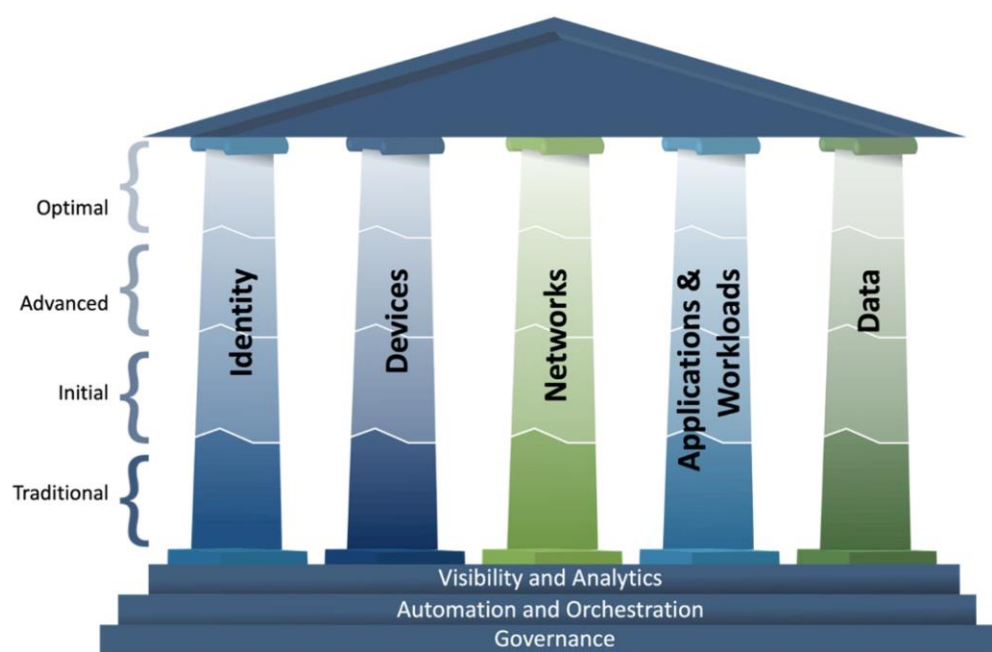 Optimal
Advanced
Initial
Traditional
Identity
Devices
Networks
Applications &
Workloads
Data
Visibility and Analytics
Automation and Orchestration
Governance